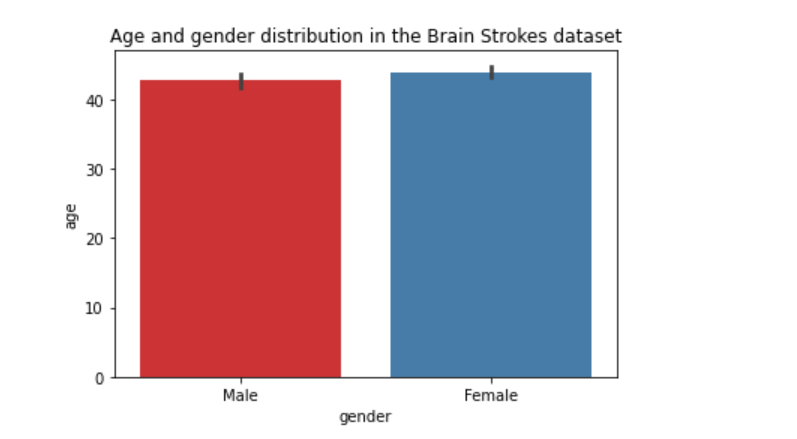 Age and gender distribution in the Brain Strokes dataset
40
30
20
10
0
age
Male Female
gender